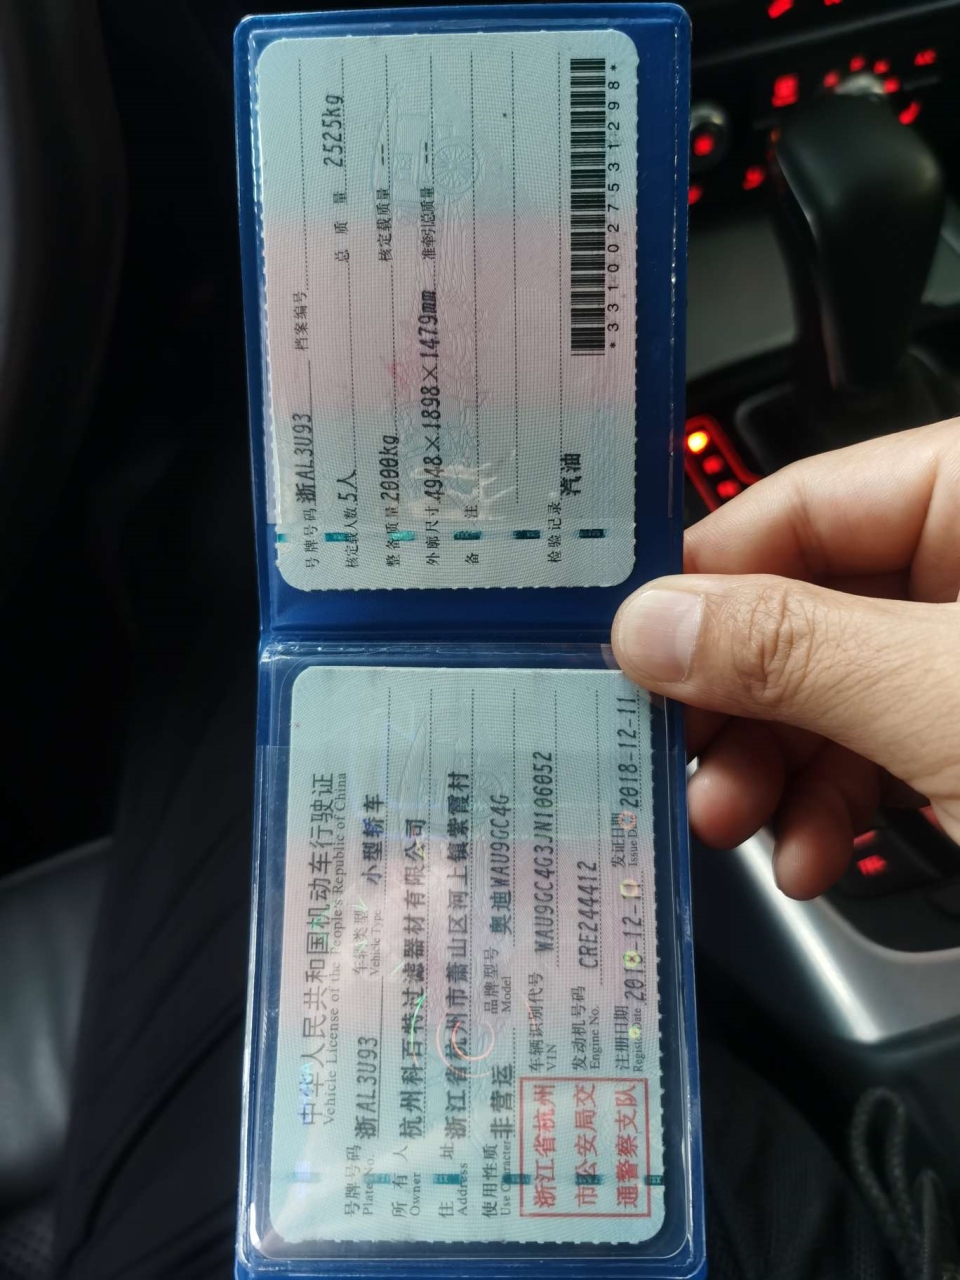 中华人民共和国机动车行驶证
Vehicle License of the People's Republic of China
号牌号码 浙AL3U93 车辆类型 小型轿车
Plate No. Vehicle Type
所有人 杭州科百特过滤器材有限公司
Owner
住址 浙江省杭州市萧山区河上镇紫霞村
Address
使用性质 非营运 品牌型号 奥迪WAU9GC4G
Use Character Model
浙江省杭州
市公安局交
通警察支队
车辆识别代号 WAU9GC4G3JN106052
VIN
发动机号码 CRE2444412
Engine No.
注册日期 2018-12-11 发证日期 2018-12-11
Register Date Issue Date
号牌号码 浙AL3U93 档案编号
核定载人数 5人 总质量 2525kg
整备质量 2000kg 核定载质量 --
外廓尺寸 4948×1898×1479mm 准牵引总质量 --
备注
检验记录
汽油
*3310027531298*